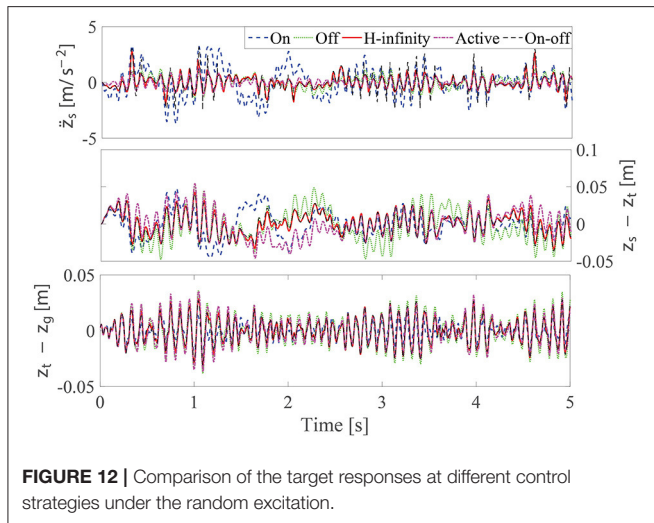 On Off H-infinity Active On-off
5
0
-5
z̈s [m/s⁻²]
0.1
0.05
0
-0.05
zs − zt [m]
0.05
0
-0.05
zt − zg [m]
0 1 2 3 4 5
Time [s]
FIGURE 12 | Comparison of the target responses at different control
strategies under the random excitation.